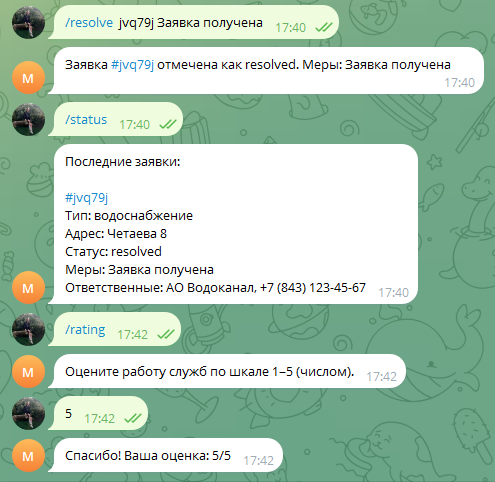 /resolve jvq79j Заявка получена 17:40
М
Заявка #jvq79j отмечена как resolved. Меры: Заявка получена
17:40
/status 17:40
Последние заявки:
#jvq79j
Тип: водоснабжение
Адрес: Четаева 8
Статус: resolved
Меры: Заявка получена
М
Ответственные: АО Водоканал, +7 (843) 123-45-67 17:40
/rating 17:42
М
Оцените работу служб по шкале 1–5 (числом). 17:42
5 17:42
М
Спасибо! Ваша оценка: 5/5 17:42